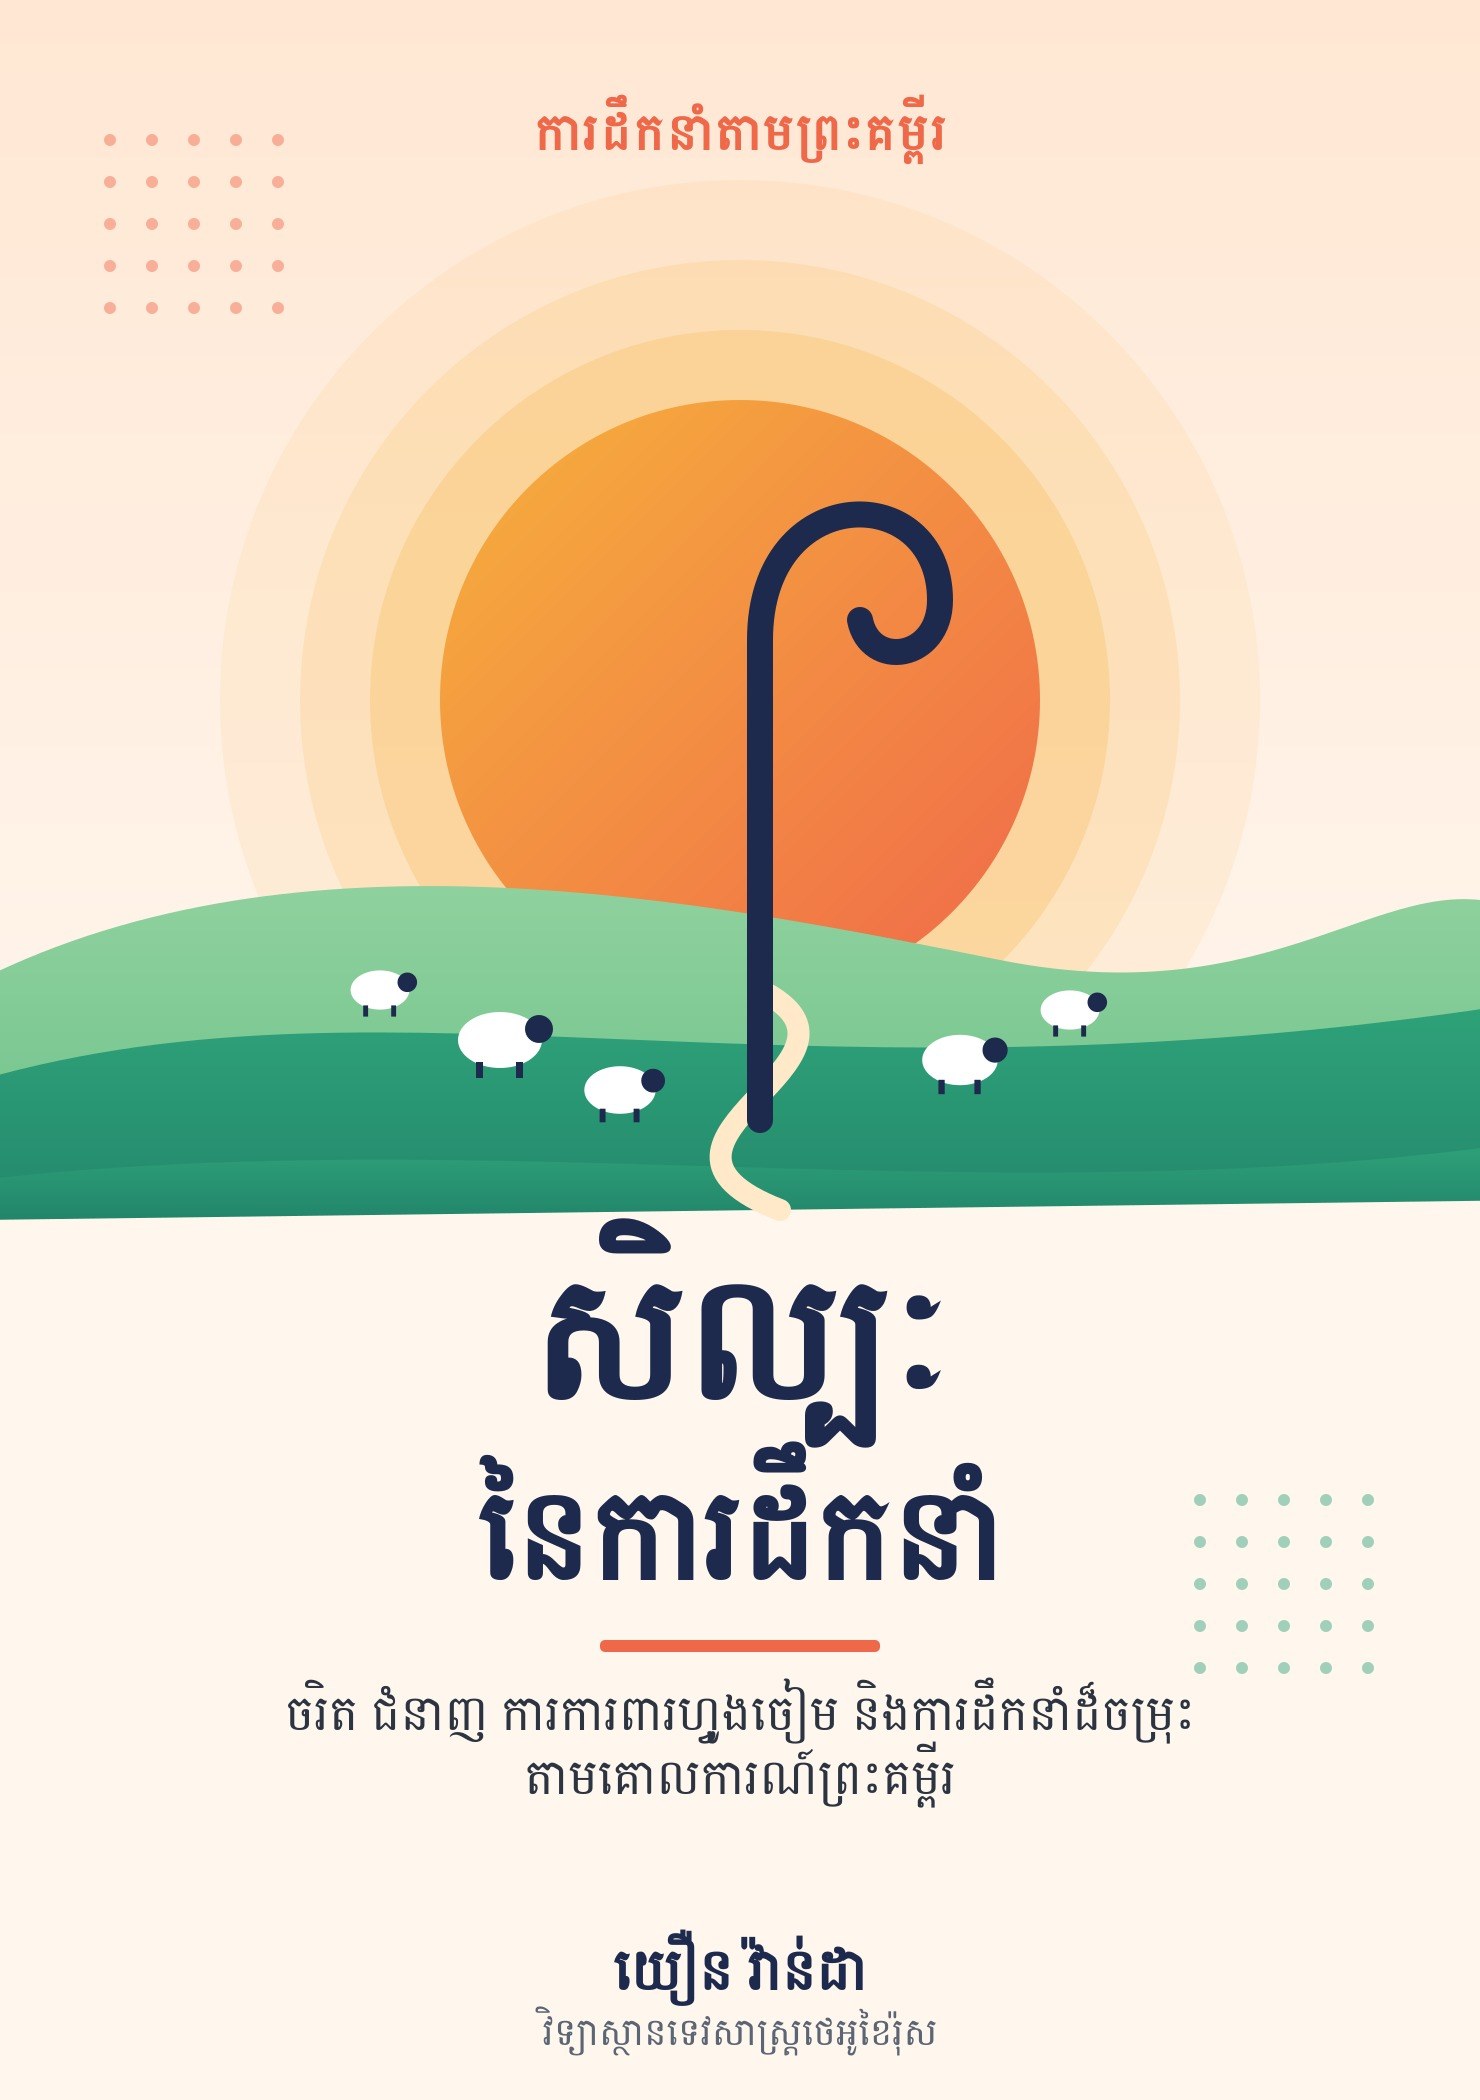 ការដឹកនាំតាមព្រះគម្ពីរ
សិល្បៈ
នៃការដឹកនាំ
ចរិត ជំនាញ ការការពារហ្វូងចៀម និងការដឹកនាំដ៏ចម្រុះ
តាមគោលការណ៍ព្រះគម្ពីរ
យឿន វ៉ាន់ដា
វិទ្យាស្ថានទេវសាស្ត្រថេអូខៃរ៉ុស